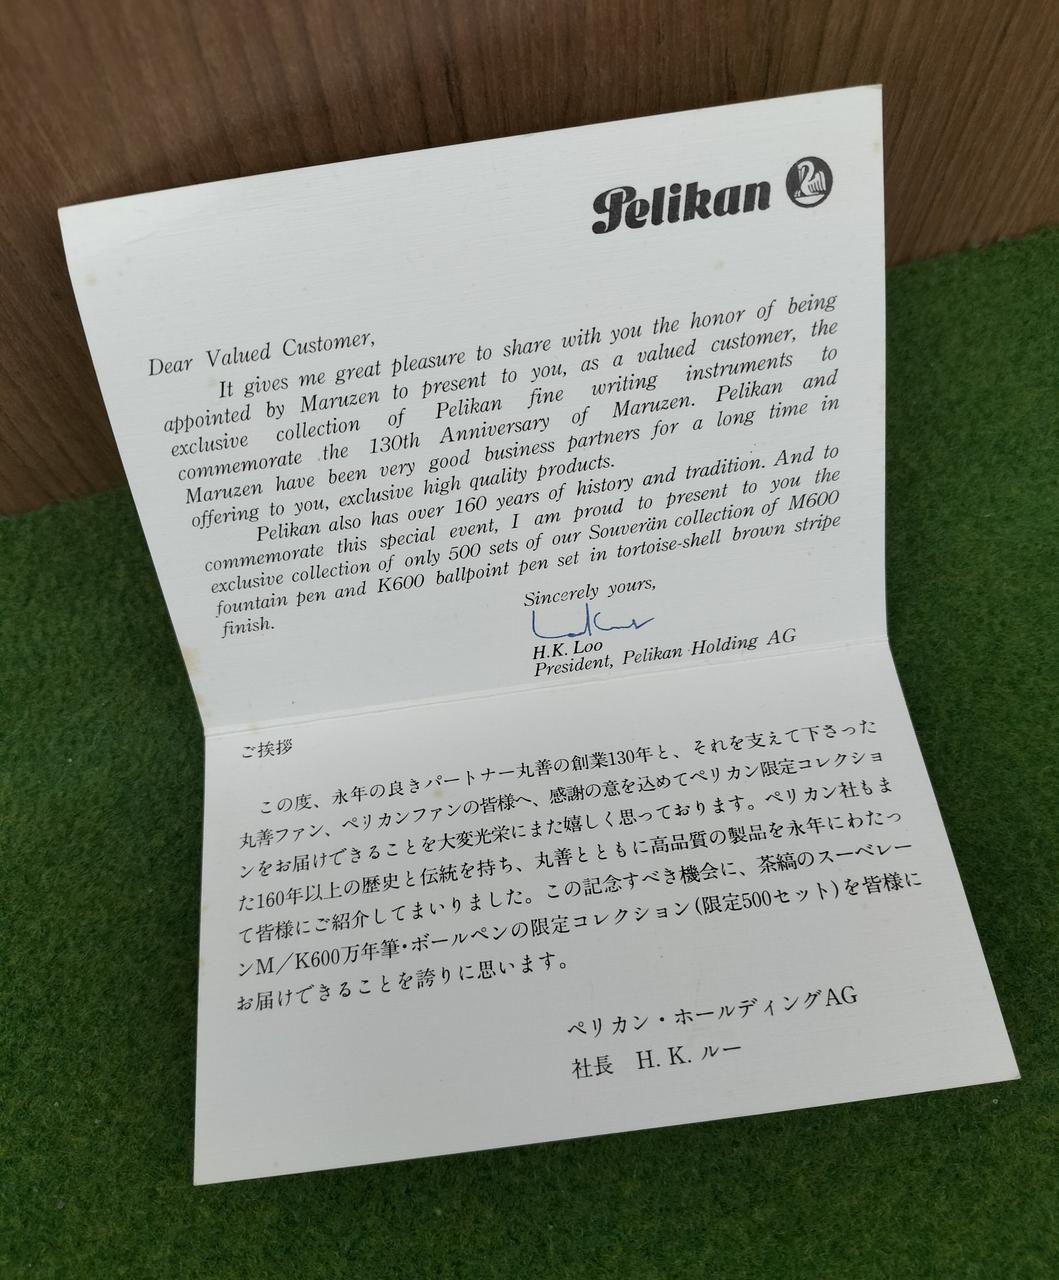 Pelikan
Dear Valued Customer,
It gives me great pleasure to share with you the honor of being
appointed by Maruzen to present to you, as a valued customer, the
exclusive collection of Pelikan fine writing instruments to
commemorate the 130th Anniversary of Maruzen. Pelikan and
Maruzen have been very good business partners for a long time in
offering to you, exclusive high quality products.
Pelikan also has over 160 years of history and tradition. And to
commemorate this special event, I am proud to present to you the
exclusive collection of only 500 sets of our Souverän collection of M600
fountain pen and K600 ballpoint pen set in tortoise-shell brown stripe
finish.
Sincerely yours,
H.K. Loo
President, Pelikan Holding AG
ご挨拶
この度、永年の良きパートナー丸善の創業130年と、それを支えて下さった
丸善ファン、ペリカンファンの皆様へ、感謝の意を込めてペリカン限定コレクショ
ンをお届けできることを大変光栄にまた嬉しく思っております。ペリカン社もま
た160年以上の歴史と伝統を持ち、丸善とともに高品質の製品を永年にわたっ
て皆様にご紹介してまいりました。この記念すべき機会に、茶縞のスーベレー
ンM／K600万年筆・ボールペンの限定コレクション(限定500セット)を皆様に
お届けできることを誇りに思います。
ペリカン・ホールディングAG
社長 H. K. ルー